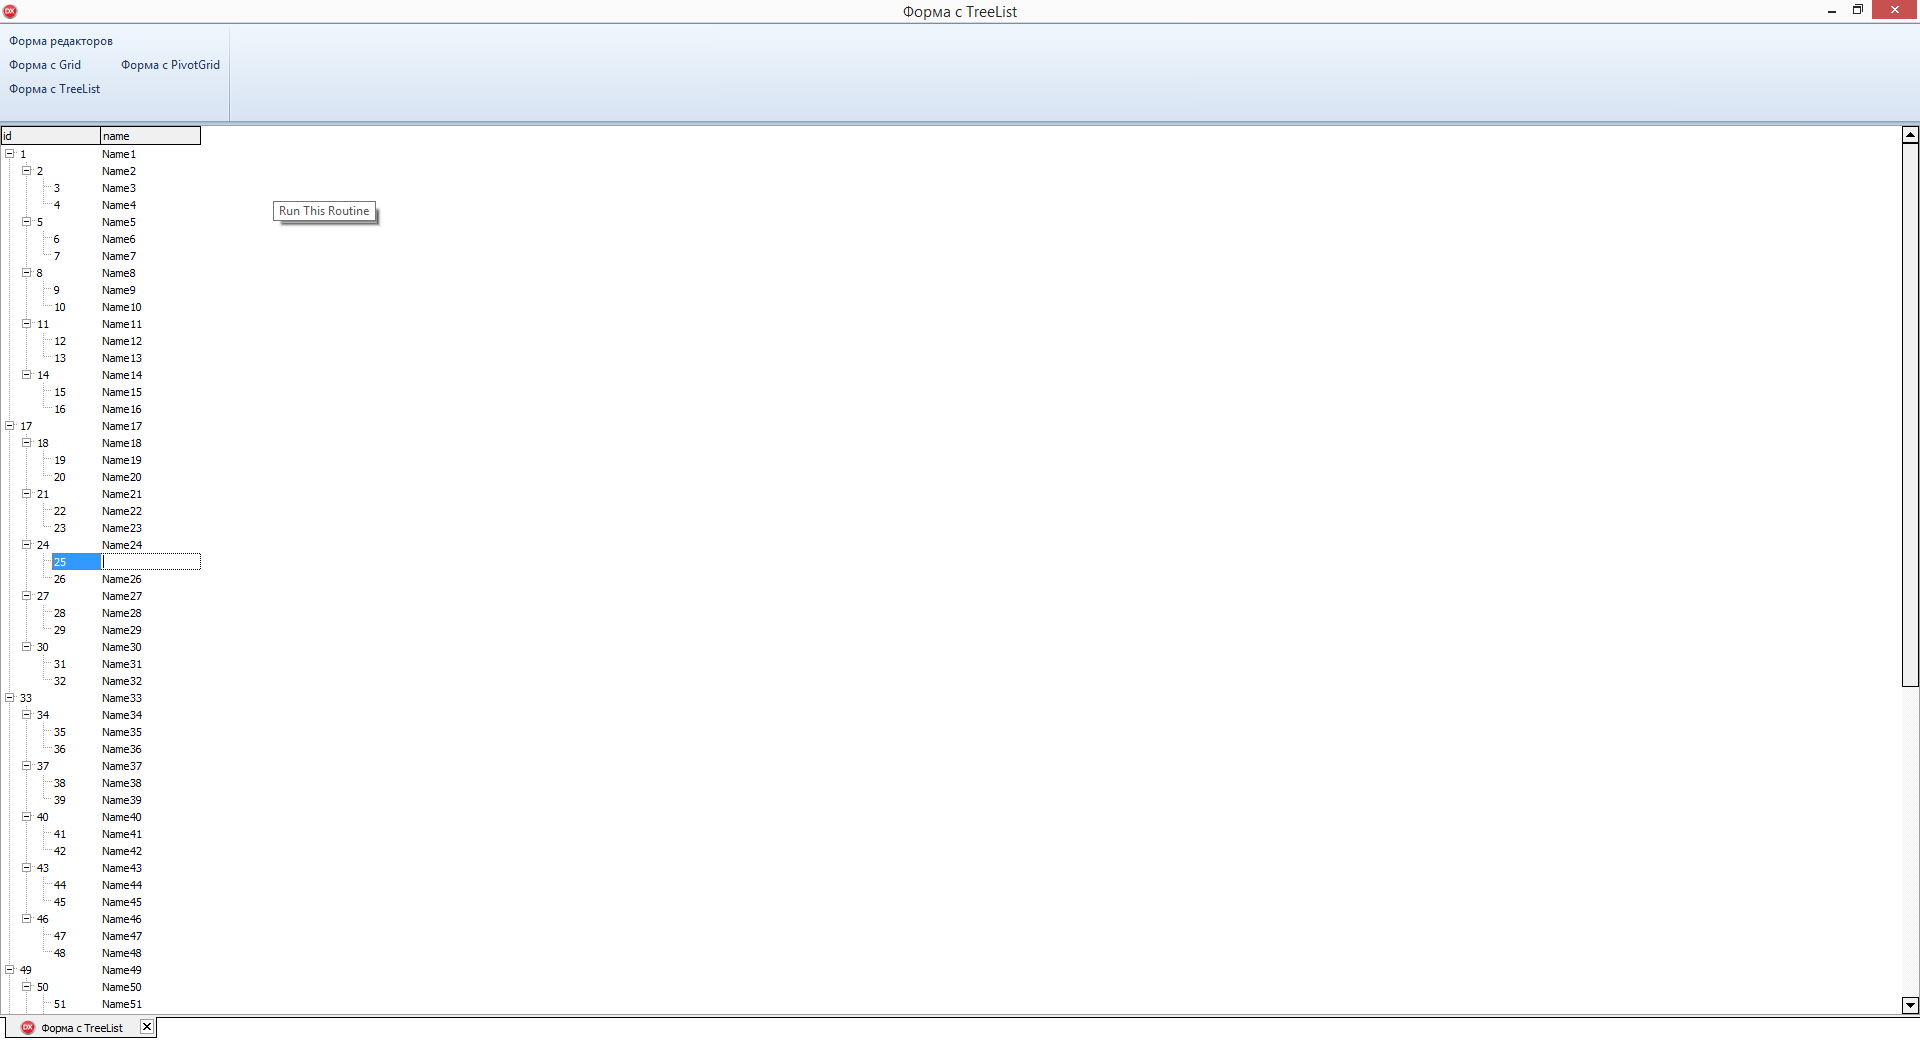 Форма с TreeList
Форма редакторов
Форма с Grid Форма с PivotGrid
Форма с TreeList
id name
1 Name1
2 Name2
3 Name3
4 Name4
Run This Routine
5 Name5
6 Name6
7 Name7
8 Name8
9 Name9
10 Name10
11 Name11
12 Name12
13 Name13
14 Name14
15 Name15
16 Name16
17 Name17
18 Name18
19 Name19
20 Name20
21 Name21
22 Name22
23 Name23
24 Name24
25
26 Name26
27 Name27
28 Name28
29 Name29
30 Name30
31 Name31
32 Name32
33 Name33
34 Name34
35 Name35
36 Name36
37 Name37
38 Name38
39 Name39
40 Name40
41 Name41
42 Name42
43 Name43
44 Name44
45 Name45
46 Name46
47 Name47
48 Name48
49 Name49
50 Name50
51 Name51
DX Форма с TreeList